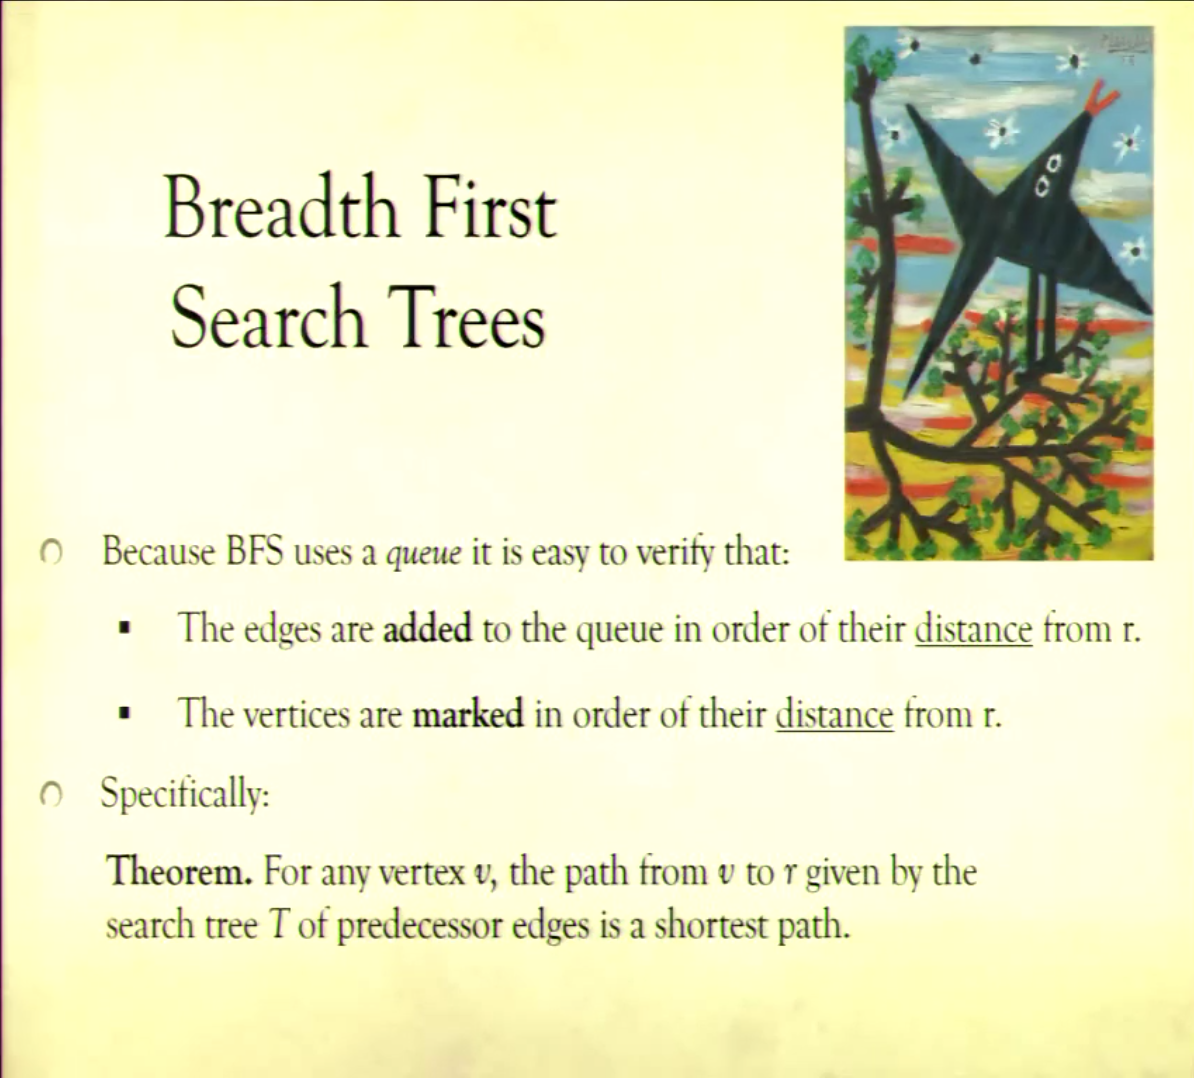 Breadth First
Search Trees
Because BFS uses a queue it is easy to verify that:
The edges are added to the queue in order of their distance from r.
The vertices are marked in order of their distance from r.
Specifically:
Theorem. For any vertex v, the path from v to r given by the
search tree T of predecessor edges is a shortest path.